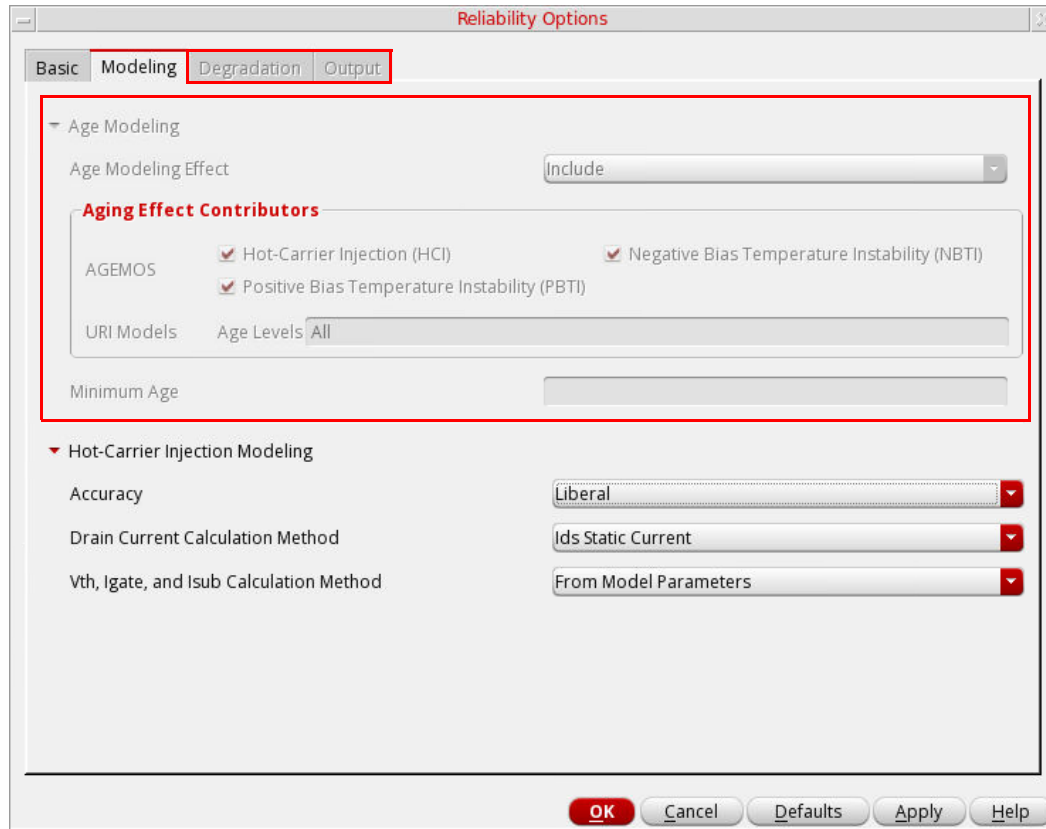 Reliability Options
Basic Modeling Degradation Output
Age Modeling
Age Modeling Effect Include
Aging Effect Contributors
AGEMOS Hot-Carrier Injection (HCI) Negative Bias Temperature Instability (NBTI)
Positive Bias Temperature Instability (PBTI)
URI Models Age Levels All
Minimum Age
Hot-Carrier Injection Modeling
Accuracy Liberal
Drain Current Calculation Method Ids Static Current
Vth, Igate, and Isub Calculation Method From Model Parameters
OK Cancel Defaults Apply Help